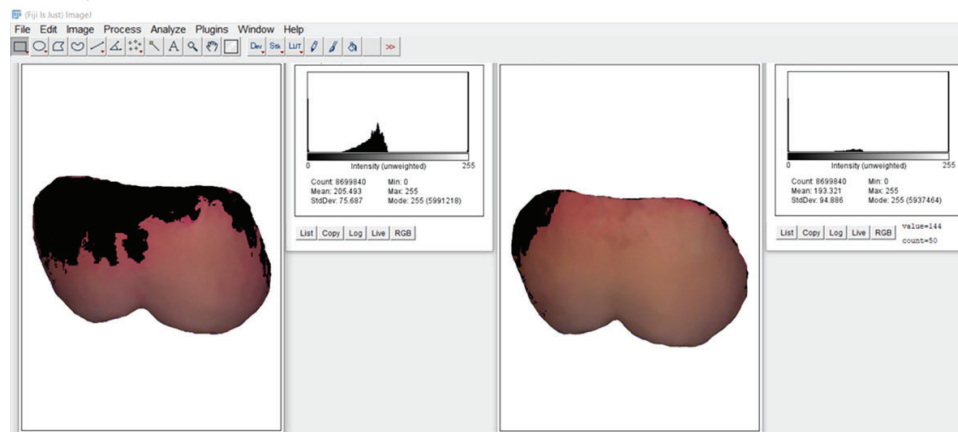 (Fiji Is Just) ImageJ
File Edit Image Process Analyze Plugins Window Help
A Dev Stk LUT >>
0 Intensity (unweighted) 255
Count: 8699840 Min: 0
Mean: 205.493 Max: 255
StdDev: 75.687 Mode: 255 (5991218)
List Copy Log Live RGB
0 Intensity (unweighted) 255
Count: 8699840 Min: 0
Mean: 193.321 Max: 255
StdDev: 94.886 Mode: 255 (5937464)
List Copy Log Live RGB value=144
count=50